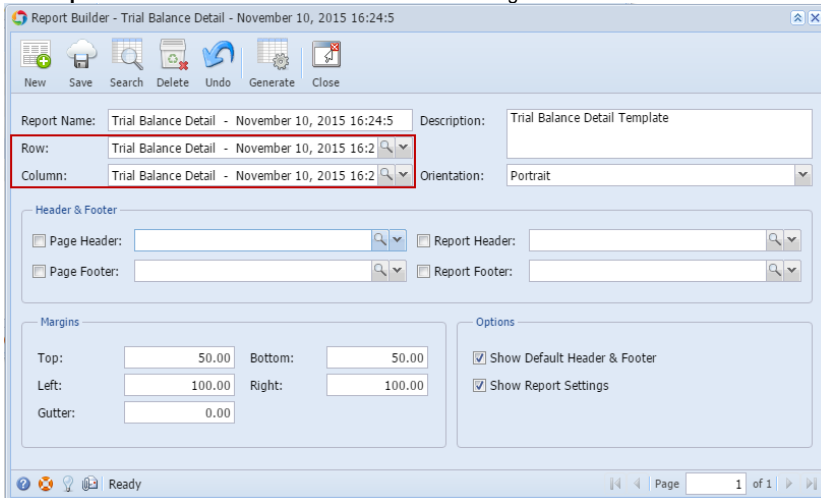 Report Builder - Trial Balance Detail - November 10, 2015 16:24:5
New Save Search Delete Undo Generate Close
Report Name: Trial Balance Detail - November 10, 2015 16:24:5 Description: Trial Balance Detail Template
Row: Trial Balance Detail - November 10, 2015 16:2
Column: Trial Balance Detail - November 10, 2015 16:2 Orientation: Portrait
Header & Footer
Page Header: Report Header:
Page Footer: Report Footer:
Margins Options
Top: 50.00 Bottom: 50.00 Show Default Header & Footer
Left: 100.00 Right: 100.00 Show Report Settings
Gutter: 0.00
Ready Page 1 of 1